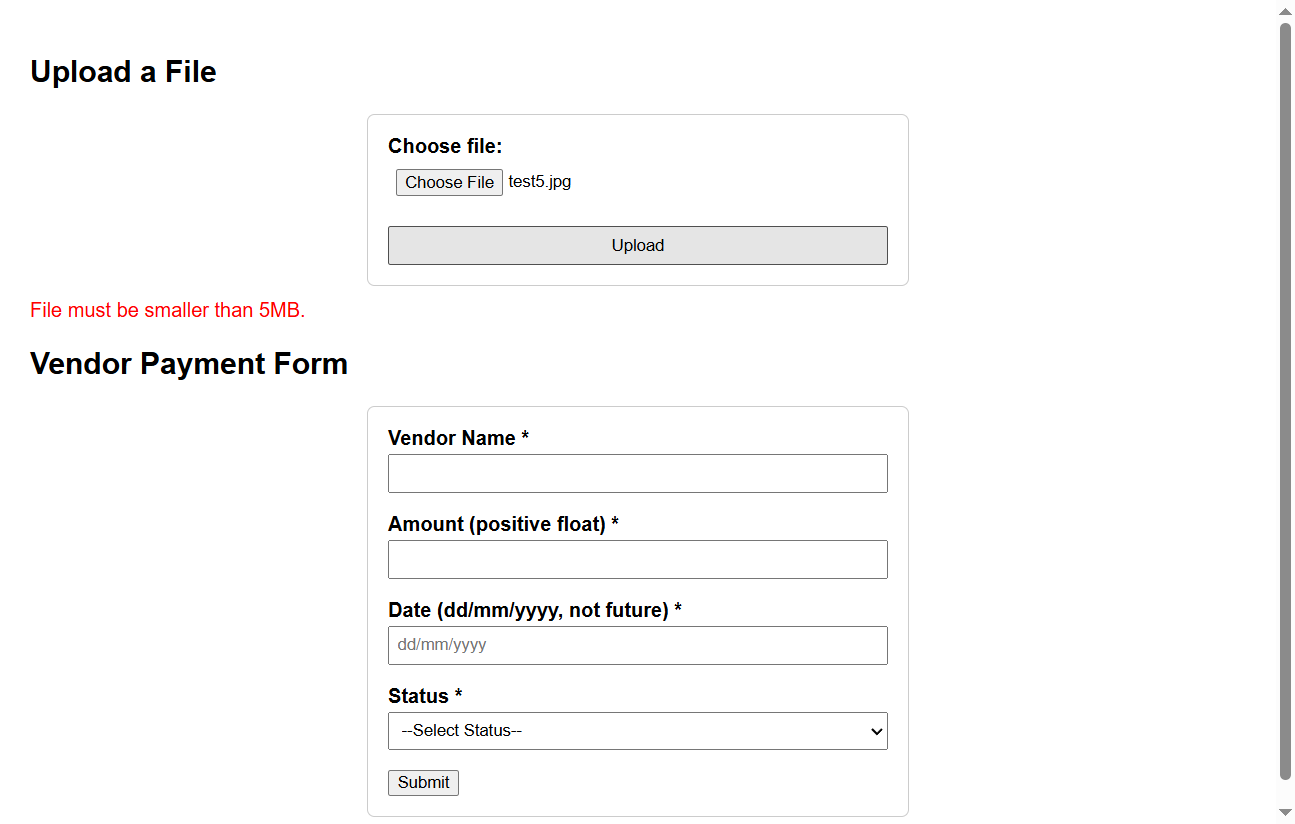 Upload a File
Choose file:
Choose File test5.jpg
Upload
File must be smaller than 5MB.
Vendor Payment Form
Vendor Name *
Amount (positive float) *
Date (dd/mm/yyyy, not future) *
dd/mm/yyyy
Status *
--Select Status--
Submit